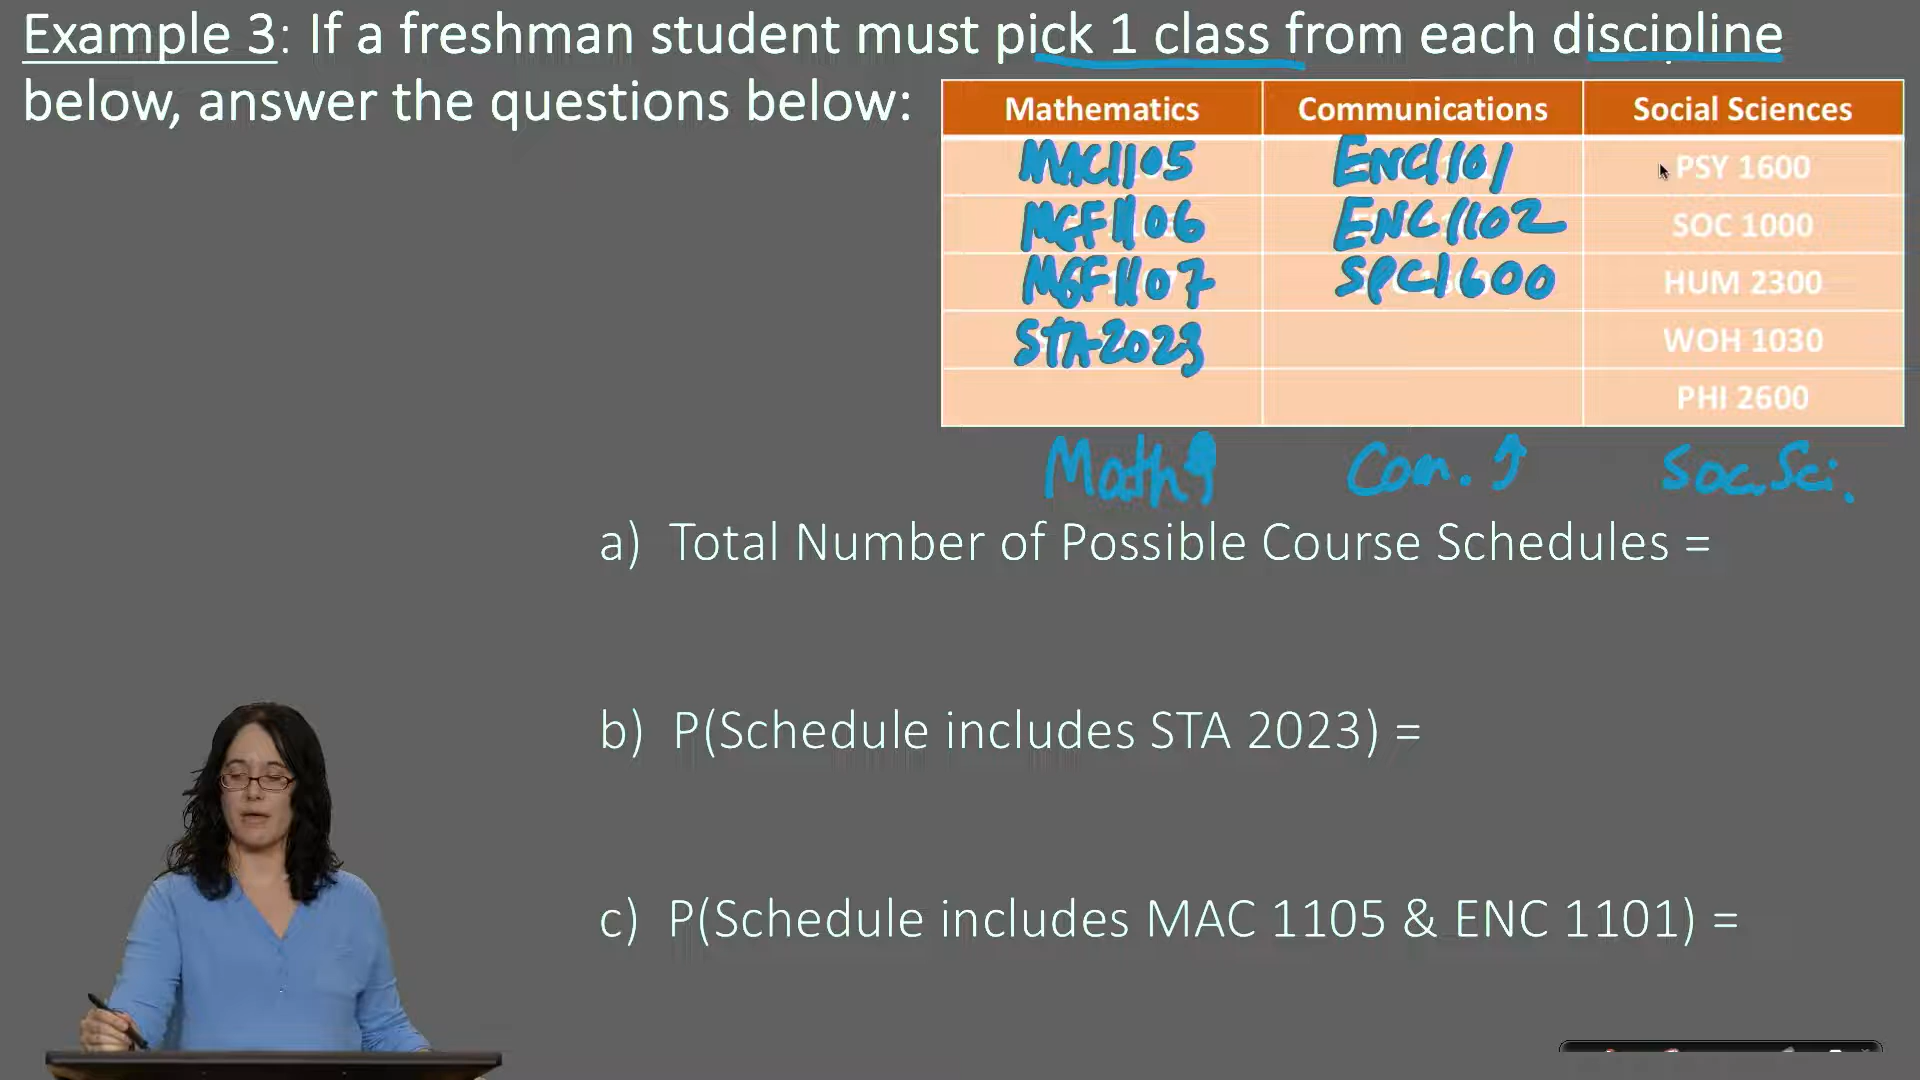 Example 3: If a freshman student must pick 1 class from each discipline
below, answer the questions below:
Mathematics Communications Social Sciences
MAC1105 ENC1101 PSY 1600
MGF1106 ENC1102 SOC 1000
MGF1107 SPC1600 HUM 2300
STA2023 WOH 1030
PHI 2600
Math Com. Soc. Sci.
a) Total Number of Possible Course Schedules =
b) P(Schedule includes STA 2023) =
c) P(Schedule includes MAC 1105 & ENC 1101) =